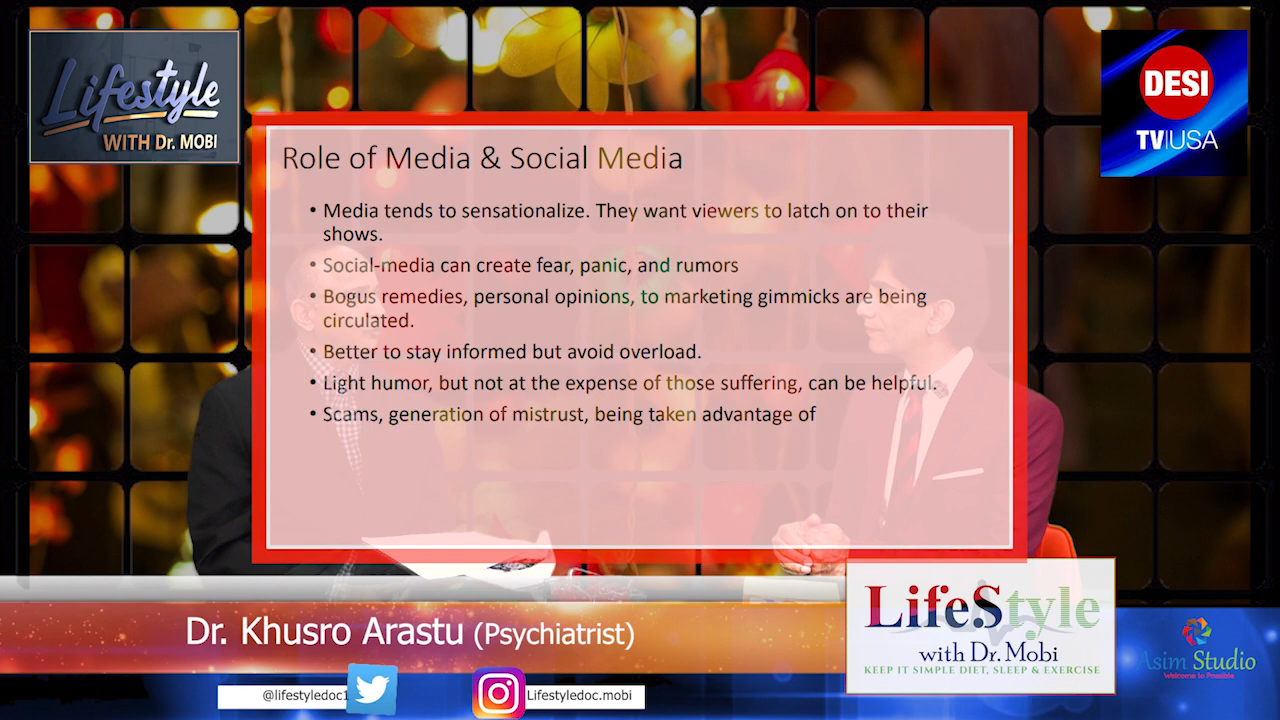 Lifestyle
WITH Dr. MOBI
DESI
TV|USA
Role of Media & Social Media
• Media tends to sensationalize. They want viewers to latch on to their
shows.
• Social-media can create fear, panic, and rumors
• Bogus remedies, personal opinions, to marketing gimmicks are being
circulated.
• Better to stay informed but avoid overload.
• Light humor, but not at the expense of those suffering, can be helpful.
• Scams, generation of mistrust, being taken advantage of
Dr. Khusro Arastu (Psychiatrist)
LifeStyle
with Dr. Mobi
KEEP IT SIMPLE DIET, SLEEP & EXERCISE
Asim Studio
Welcome to Possible
@lifestyledoc1
Lifestyledoc.mobi